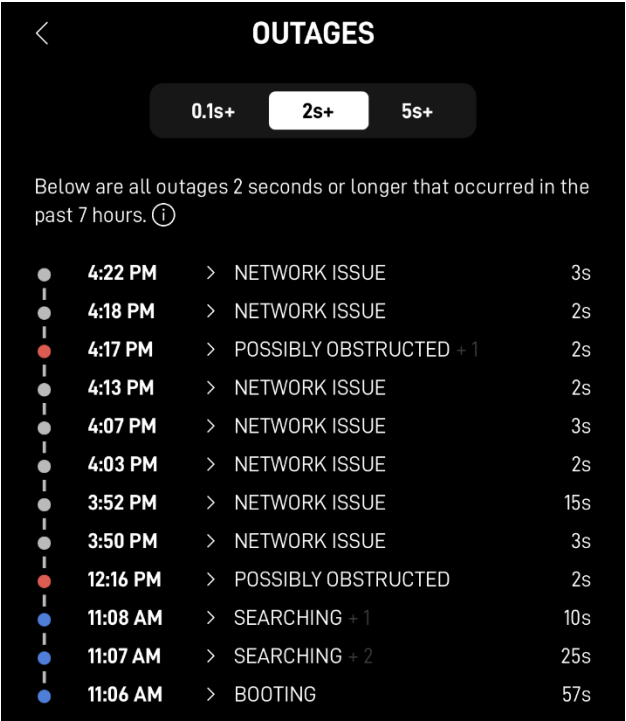 OUTAGES
0.1s+ 2s+ 5s+
Below are all outages 2 seconds or longer that occurred in the
past 7 hours.
4:22 PM > NETWORK ISSUE 3s
4:18 PM > NETWORK ISSUE 2s
4:17 PM > POSSIBLY OBSTRUCTED + 1 2s
4:13 PM > NETWORK ISSUE 2s
4:07 PM > NETWORK ISSUE 3s
4:03 PM > NETWORK ISSUE 2s
3:52 PM > NETWORK ISSUE 15s
3:50 PM > NETWORK ISSUE 3s
12:16 PM > POSSIBLY OBSTRUCTED 2s
11:08 AM > SEARCHING + 1 10s
11:07 AM > SEARCHING + 2 25s
11:06 AM > BOOTING 57s